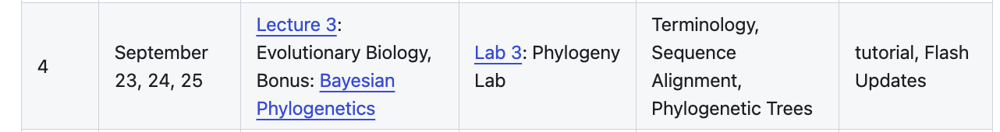 4
September
23, 24, 25
Lecture 3:
Evolutionary Biology,
Bonus: Bayesian
Phylogenetics
Lab 3: Phylogeny
Lab
Terminology,
Sequence
Alignment,
Phylogenetic Trees
tutorial, Flash
Updates